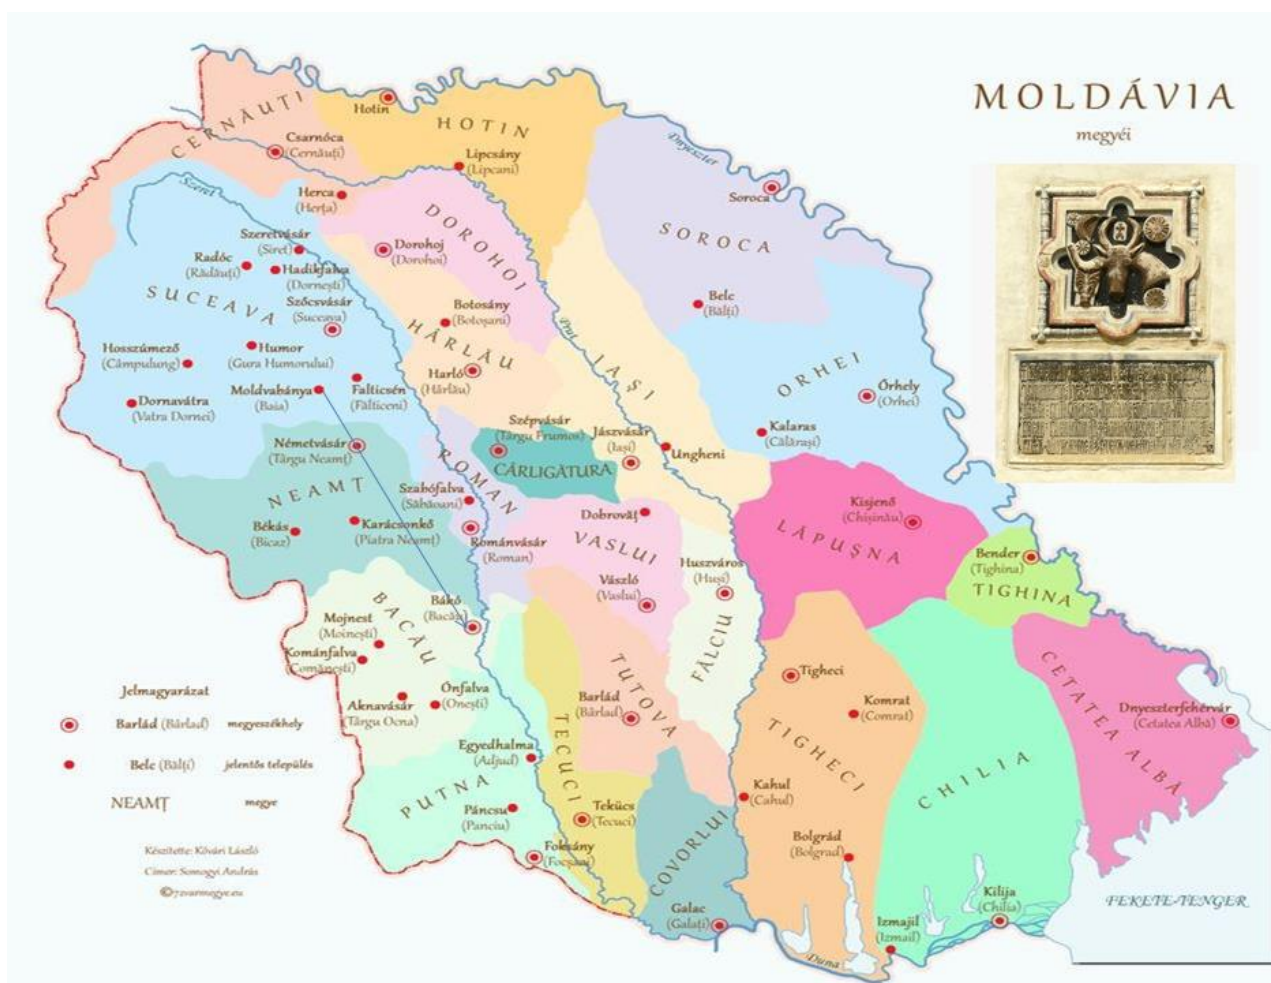 MOLDÁVIA
megyéi
CERNĂUȚI
Hotin
HOTIN
Csarnóca
(Cernăuți)
Lipcsány
(Lipcani)
Dnyeszter
Szeret
Herca
(Herța)
DOROHOI
Soroca
SOROCA
Szeretvásár
(Siret)
Dorohoj
(Dorohoi)
Radóc
(Rădăuți)
Hadikfalva
(Dornești)
SUCEAVA
Szőcsvásár
(Suceava)
Botosány
(Botoșani)
Belc
(Bălți)
Prut
HÂRLĂU
IAȘI
ORHEI
Hosszúmező
(Câmpulung)
Humor
(Gura Humorului)
Harló
(Hârlău)
Moldvabánya
(Baia)
Falticsén
(Fălticeni)
Dornavátra
(Vatra Dornei)
Őrhely
(Orhei)
Szépvásár
(Târgu Frumos)
Jászvásár
(Iași)
Kalaras
(Călărași)
Németvásár
(Târgu Neamț)
Ungheni
ROMAN
CÂRLIGĂTURA
NEAMȚ
Szabófalva
(Săbăoani)
Kisjenő
(Chișinău)
Békás
(Bicaz)
Karácsonkő
(Piatra Neamț)
Dobrovăț
LĂPUȘNA
Románvásár
(Roman)
VASLUI
Huszváros
(Huși)
Bender
(Tighina)
Vászló
(Vaslui)
TIGHINA
BACĂU
Bákó
(Bacău)
Mojnest
(Moinești)
Kománfalva
(Comănești)
FĂLCIU
TUTOVA
CETATEA ALBĂ
Tigheci
Jelmagyarázat
Aknavásár
(Târgu Ocna)
Ónfalva
(Onești)
Barlád
(Bârlad)
Komrat
(Comrat)
Dnyeszterfehérvár
(Cetatea Albă)
Barlád (Bârlad) megyeszékhely
TECUCI
TIGHECI
Egyedhalma
(Adjud)
Belc (Bălți) jelentős település
CHILIA
PUTNA
NEAMȚ megye
Páncsu
(Panciu)
Tekücs
(Tecuci)
Kahul
(Cahul)
COVORLUI
Bolgrád
(Bolgrad)
Foksány
(Focșani)
Készítette: Kővári László
Címer: Somogyi András
©72varmegye.eu
Galac
(Galați)
Kilija
(Chilia)
FEKETE-TENGER
Izmajil
(Izmail)
Duna